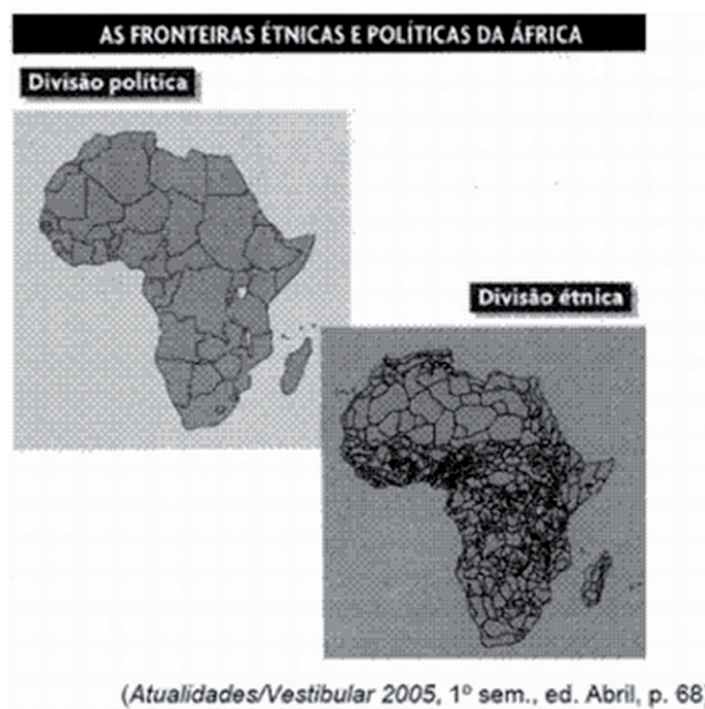 AS FRONTEIRAS ÉTNICAS E POLÍTICAS DA ÁFRICA
Divisão política
Divisão étnica
(Atualidades/Vestibular 2005, 1º sem., ed. Abril, p. 68)